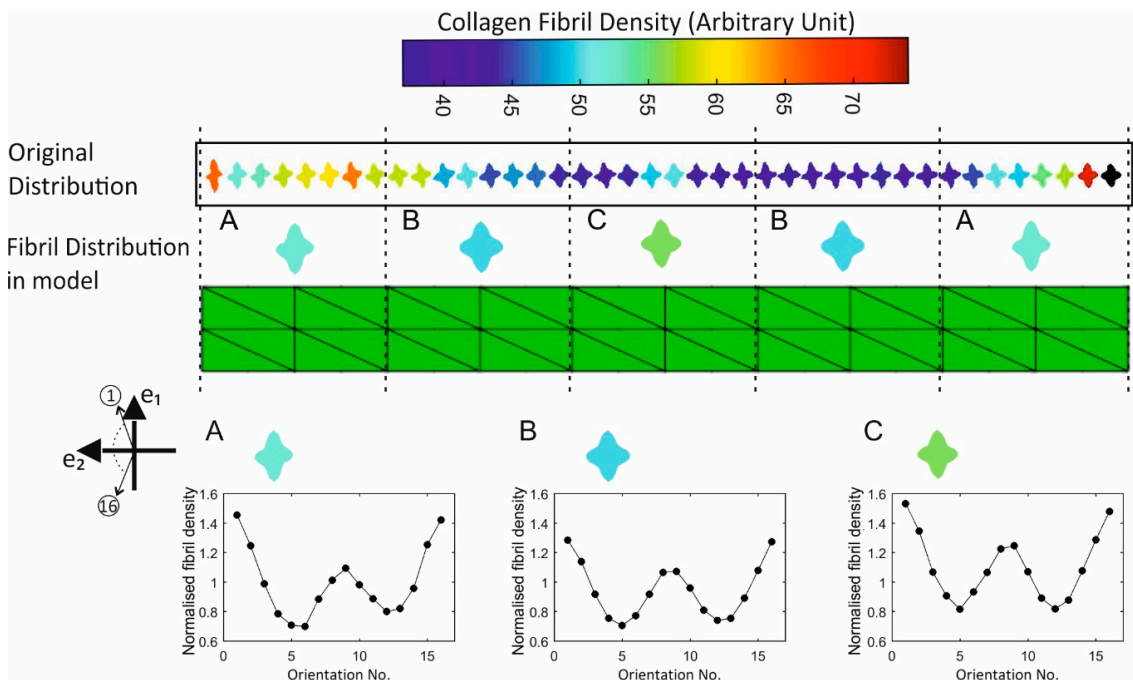 Collagen Fibril Density (Arbitrary Unit)
40 45 50 55 60 65 70
Original
Distribution
A B C B A
Fibril Distribution
in model
1 e₁
e₂
16
A B C
Normalised fibril density
1.6
1.4
1.2
1
0.8
0.6
0 5 10 15
Orientation No.
Normalised fibril density
1.6
1.4
1.2
1
0.8
0.6
0 5 10 15
Orientation No.
Normalised fibril density
1.6
1.4
1.2
1
0.8
0.6
0 5 10 15
Orientation No.